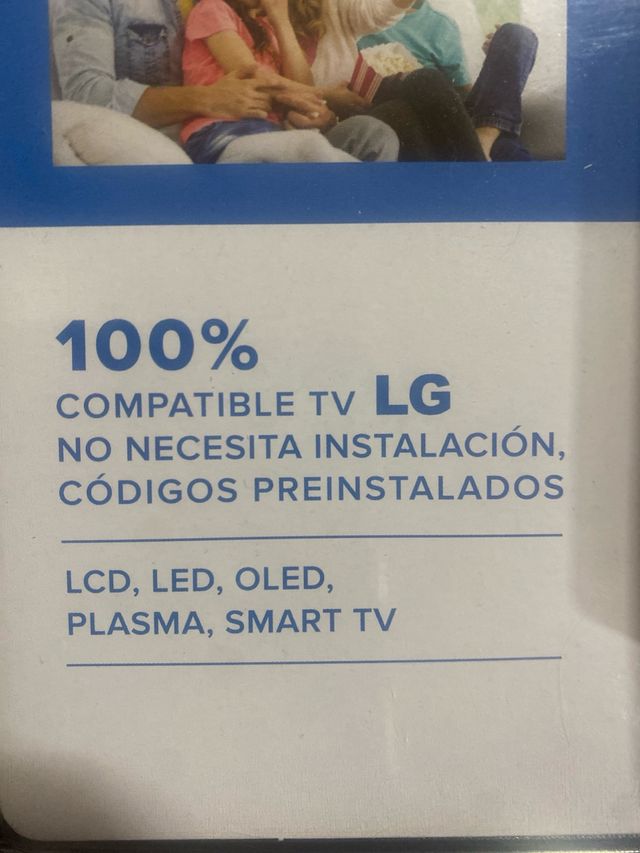 100%
COMPATIBLE TV LG
NO NECESITA INSTALACIÓN,
CÓDIGOS PREINSTALADOS
LCD, LED, OLED,
PLASMA, SMART TV